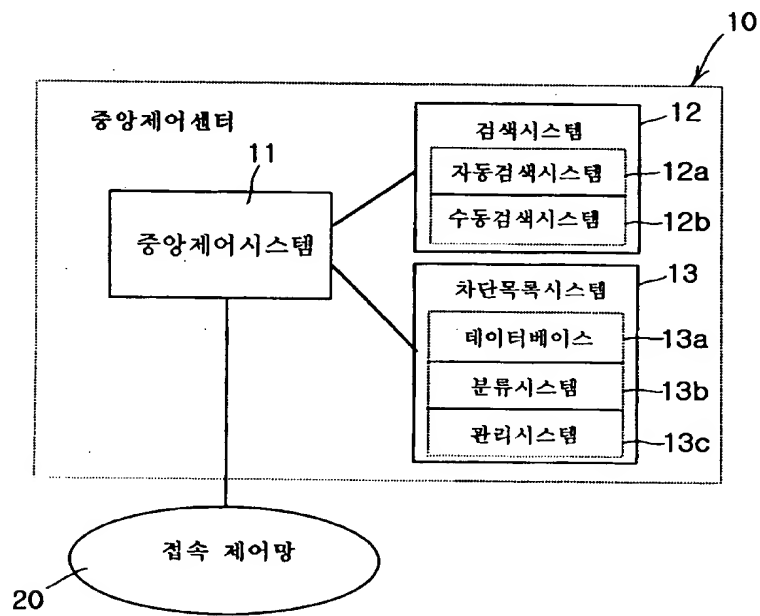 10
중앙제어센터
11
중앙제어시스템
검색시스템
12
자동검색시스템
12a
수동검색시스템
12b
차단목록시스템
13
데이터베이스
13a
분류시스템
13b
관리시스템
13c
접속 제어망
20